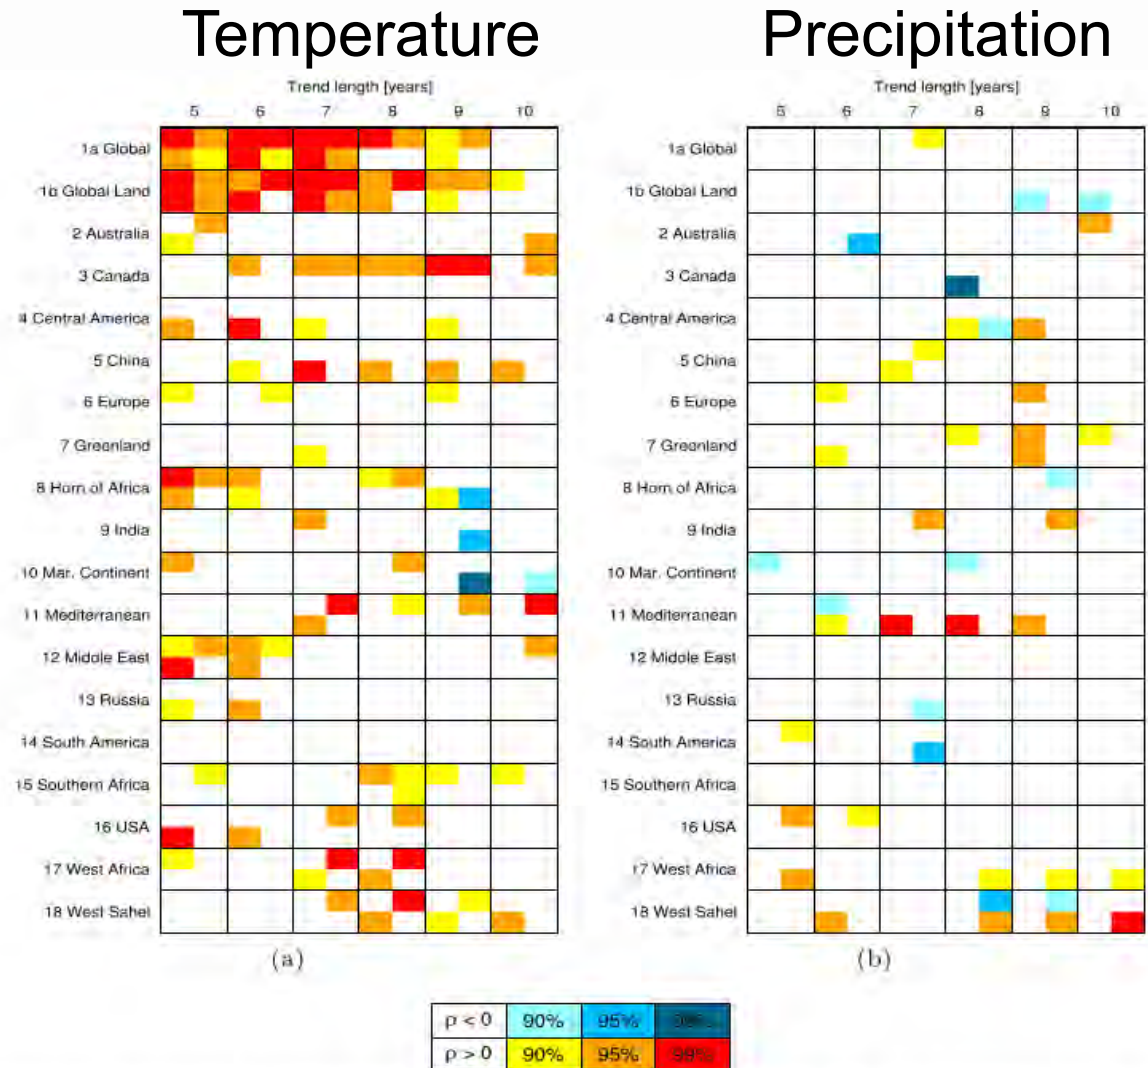 Temperature
Precipitation
Trend length [years]
5 6 7 8 9 10
1a Global
1b Global Land
2 Australia
3 Canada
4 Central America
5 China
6 Europe
7 Greenland
8 Horn of Africa
9 India
10 Mar. Continent
11 Mediterranean
12 Middle East
13 Russia
14 South America
15 Southern Africa
16 USA
17 West Africa
18 West Sahel
(a)
Trend length [years]
5 6 7 8 9 10
1a Global
1b Global Land
2 Australia
3 Canada
4 Central America
5 China
6 Europe
7 Greenland
8 Horn of Africa
9 India
10 Mar. Continent
11 Mediterranean
12 Middle East
13 Russia
14 South America
15 Southern Africa
16 USA
17 West Africa
18 West Sahel
(b)
ρ < 0 90% 95% 99%
ρ > 0 90% 95% 99%